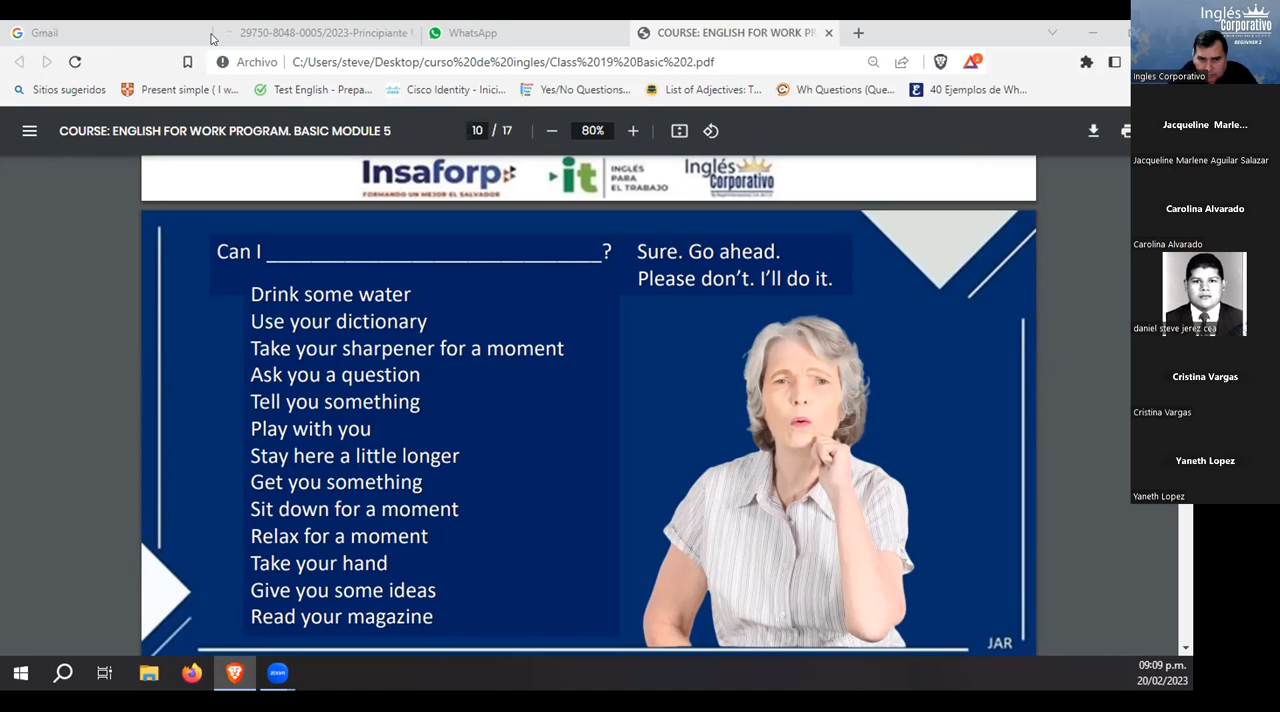 Gmail
29750-8048-0005/2023-Principiante
WhatsApp
COURSE: ENGLISH FOR WORK PR
Archivo
C:/Users/steve/Desktop/curso%20de%20ingles/Class%2019%20Basic%202.pdf
2
Sitios sugeridos
Present simple ( I w...
Test English - Prepa...
Cisco Identity - Inici...
Yes/No Questions...
List of Adjectives: T...
Wh Questions (Que...
40 Ejemplos de Wh...
COURSE: ENGLISH FOR WORK PROGRAM. BASIC MODULE 5
10 / 17
80%
Insaforp
FORMANDO UN MEJOR EL SALVADOR
it
INGLÉS
PARA
EL TRABAJO
Inglés
Corporativo
Can I ______________________________?
Sure. Go ahead.
Please don't. I'll do it.
Drink some water
Use your dictionary
Take your sharpener for a moment
Ask you a question
Tell you something
Play with you
Stay here a little longer
Get you something
Sit down for a moment
Relax for a moment
Take your hand
Give you some ideas
Read your magazine
JAR
Inglés
Corporativo
BEGINNER 2
Ingles Corporativo
Jacqueline Marle...
Jacqueline Marlene Aguilar Salazar
Carolina Alvarado
Carolina Alvarado
daniel steve jerez cea
Cristina Vargas
Cristina Vargas
Yaneth Lopez
Yaneth Lopez
zoom
09:09 p.m.
20/02/2023